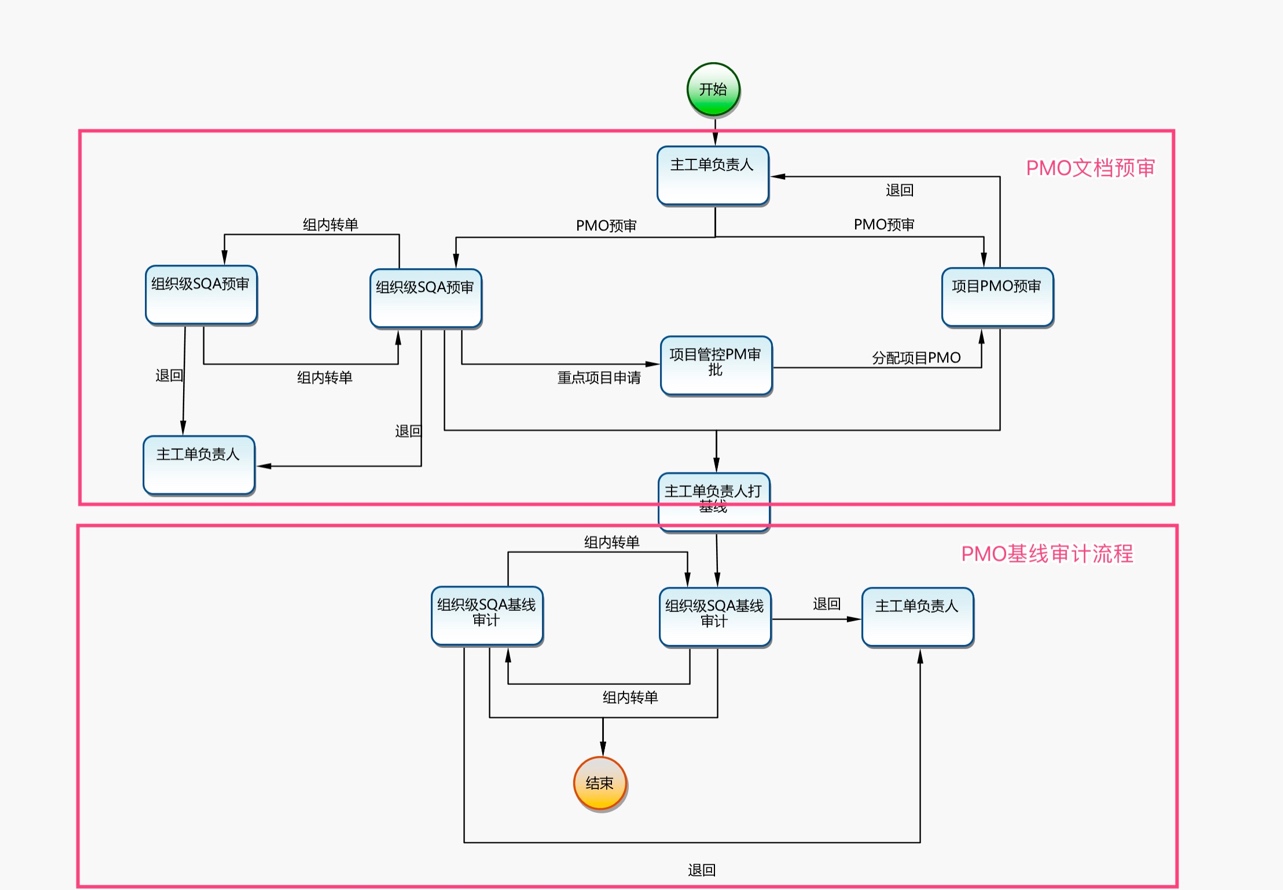 开始
主工单负责人
PMO文档预审
退回
组内转单
PMO预审
PMO预审
组织级SQA预审
组织级SQA预审
项目PMO预审
项目管控PM审
批
分配项目PMO
退回
组内转单
重点项目申请
退回
主工单负责人
主工单负责人打
基线
组内转单
PMO基线审计流程
组织级SQA基线
审计
组织级SQA基线
审计
退回
主工单负责人
组内转单
结束
退回